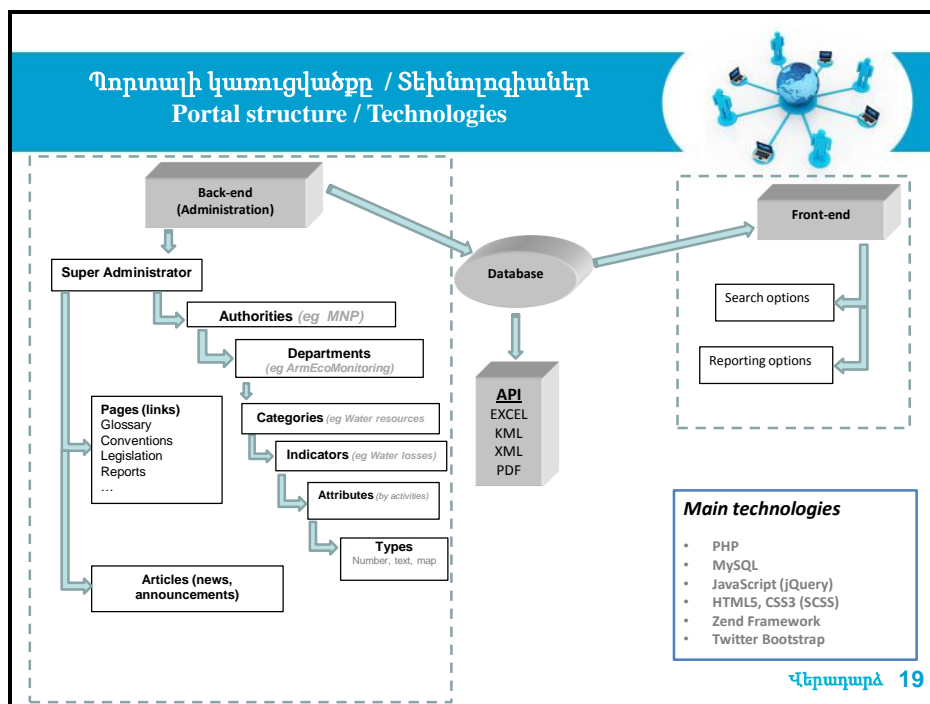 Պորտալի կառուցվածքը / Տեխնոլոգիաներ
Portal structure / Technologies
Back-end
(Administration)
Super Administrator
Authorities (eg MNP)
Departments
(eg ArmEcoMonitoring)
Pages (links)
Glossary
Conventions
Legislation
Reports
...
Categories (eg Water resources
Indicators (eg Water losses)
Attributes (by activities)
Types
Number, text, map
Articles (news,
announcements)
Database
API
EXCEL
KML
XML
PDF
Front-end
Search options
Reporting options
Main technologies
• PHP
• MySQL
• JavaScript (jQuery)
• HTML5, CSS3 (SCSS)
• Zend Framework
• Twitter Bootstrap
Վերադարձ 19